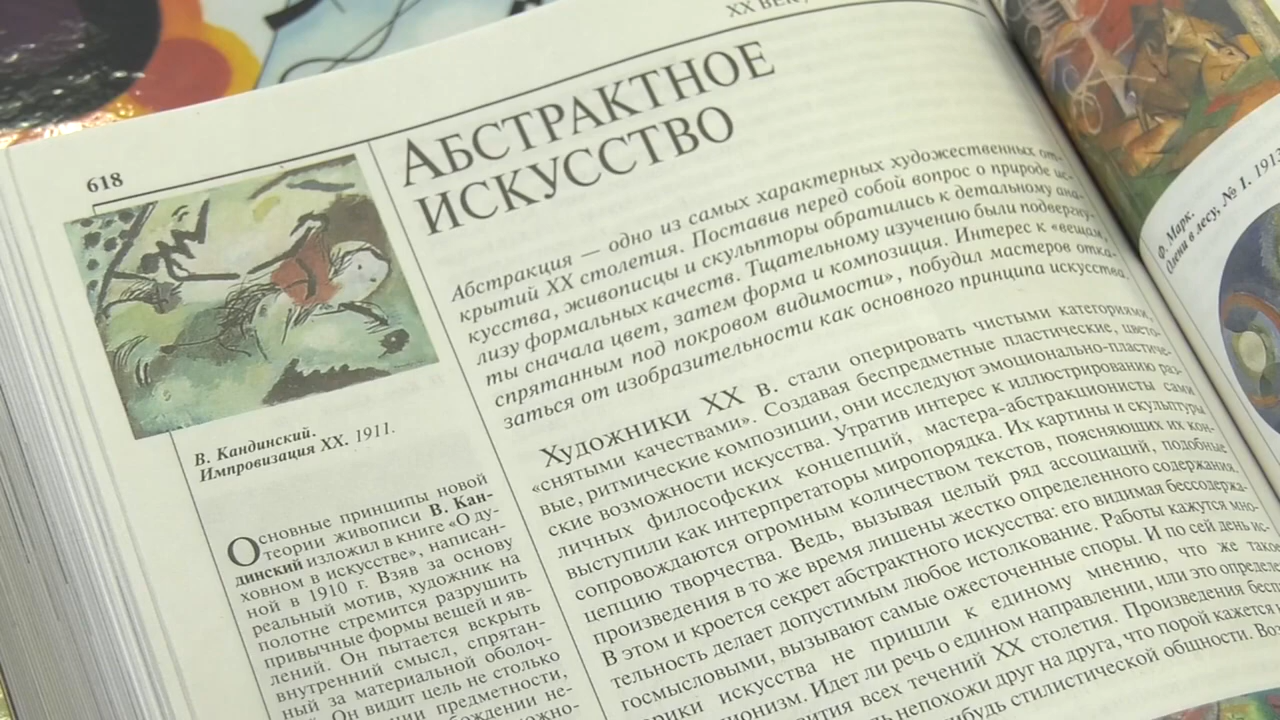 XX ВЕК
618
АБСТРАКТНОЕ
ИСКУССТВО
Абстракция — одно из самых характерных художественных от-
крытий XX столетия. Поставив перед собой вопрос о природе ис-
кусства, живописцы и скульпторы обратились к детальному ана-
лизу формальных качеств. Тщательному изучению были подвергну-
ты сначала цвет, затем форма и композиция. Интерес к «вещам,
спрятанным под покровом видимости», побудил мастеров отка-
заться от изобразительности как основного принципа искусства.
Художники XX в. стали оперировать чистыми категориями,
«снятыми качествами». Создавая беспредметные пластические, цвето-
вые, ритмические композиции, они исследуют эмоционально-пластиче-
ские возможности искусства. Утратив интерес к иллюстрированию раз-
личных философских концепций, мастера-абстракционисты сами
выступили как интерпретаторы миропорядка. Их картины и скульптуры
сопровождаются огромным количеством текстов, поясняющих их кон-
цепцию творчества. Ведь, вызывая целый ряд ассоциаций, подобные
произведения в то же время лишены жестко определенного содержания.
В этом и кроется секрет абстрактного искусства: его видимая бессодержа-
тельность делает допустимым любое истолкование. Работы кажутся мно-
госмысловыми, вызывают самые ожесточенные споры. И по сей день ис-
торики искусства не пришли к единому мнению, что же такое
ционизм. Идет ли речь о едином направлении, или это определе
вития всех течений XX столетия. Произведения
непохожи друг на друга, что порой кажется
стилистической общности.
В. Кандинский.
Импровизация XX. 1911.
Основные принципы новой
теории живописи В. Кан-
динский изложил в книге «О ду-
ховном в искусстве», написан-
ной в 1910 г. Взяв за основу
реальный мотив, художник на
полотне стремится разрушить
привычные формы вещей и яв-
лений. Он пытается вскрыть
внутренний смысл, спрятан-
ный за материальной оболоч-
Он видит цель не столько
предметности,
Ф. Марк.
Олени в лесу, № 1. 1913